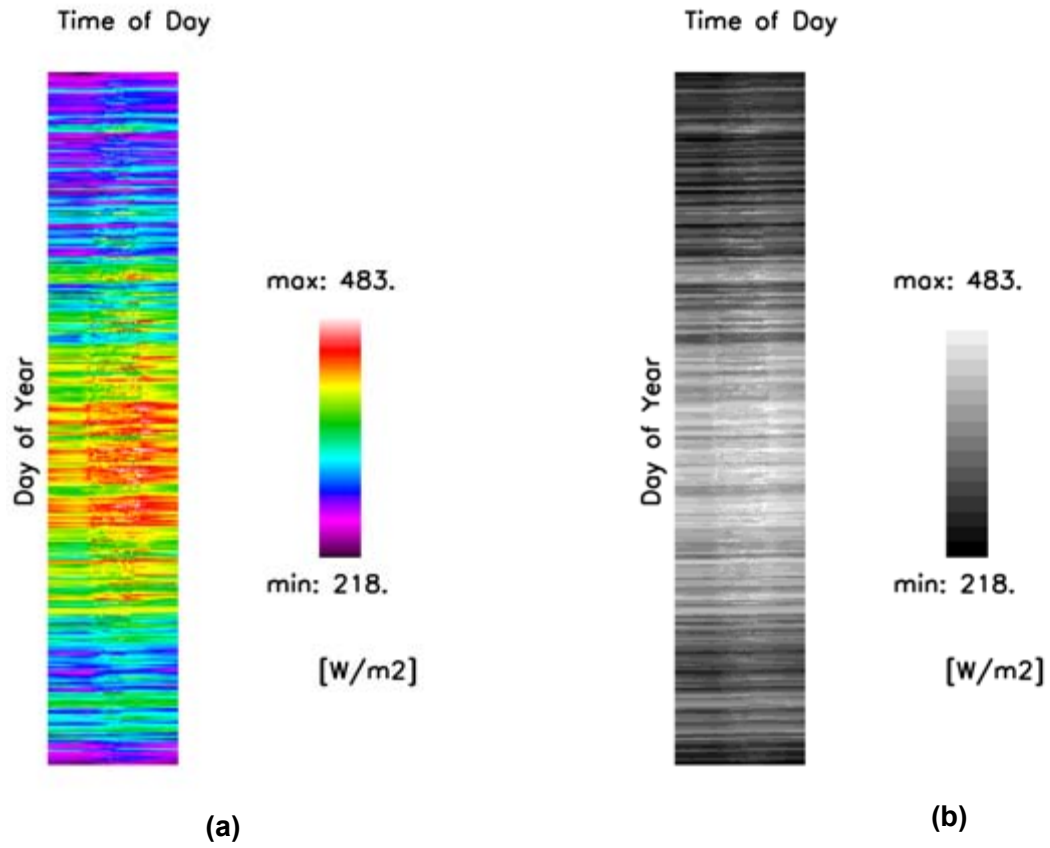 Time of Day
Day of Year
max: 483.
min: 218.
[W/m2]
(a)
Time of Day
Day of Year
max: 483.
min: 218.
[W/m2]
(b)